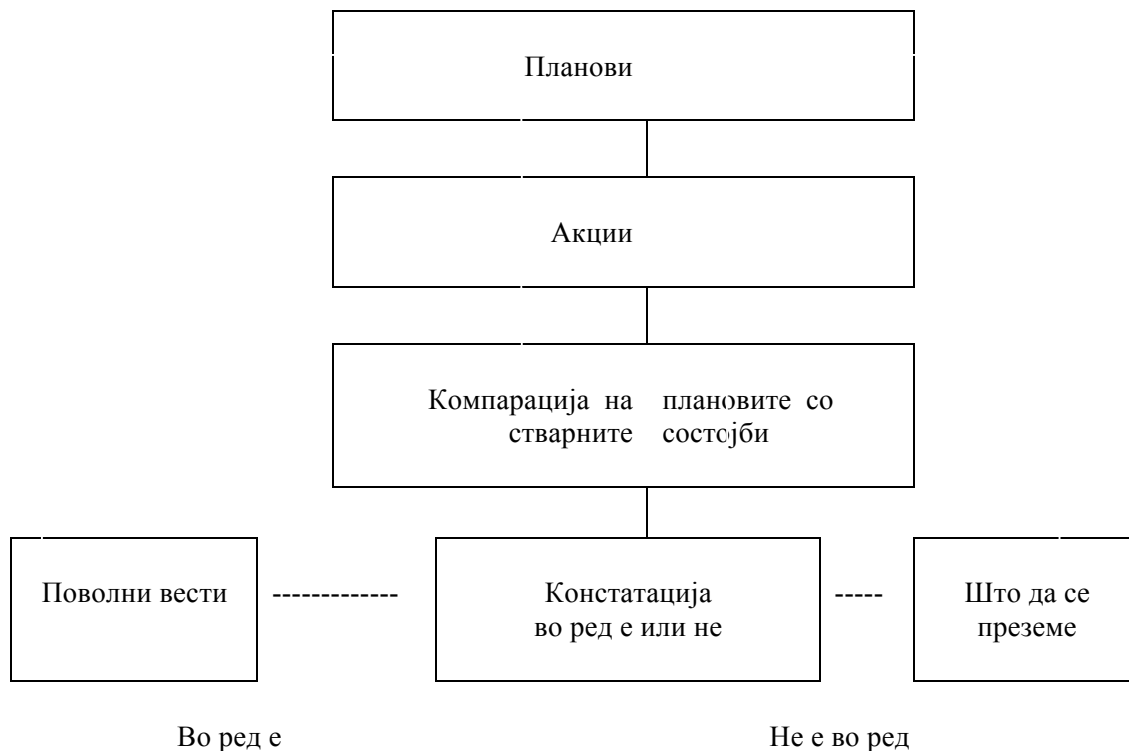 Планови
Акции
Компарација на плановите со
стварните состојби
Поволни вести ------------- Констатација ----- Што да се
во ред е или не преземе
Во ред е Не е во ред